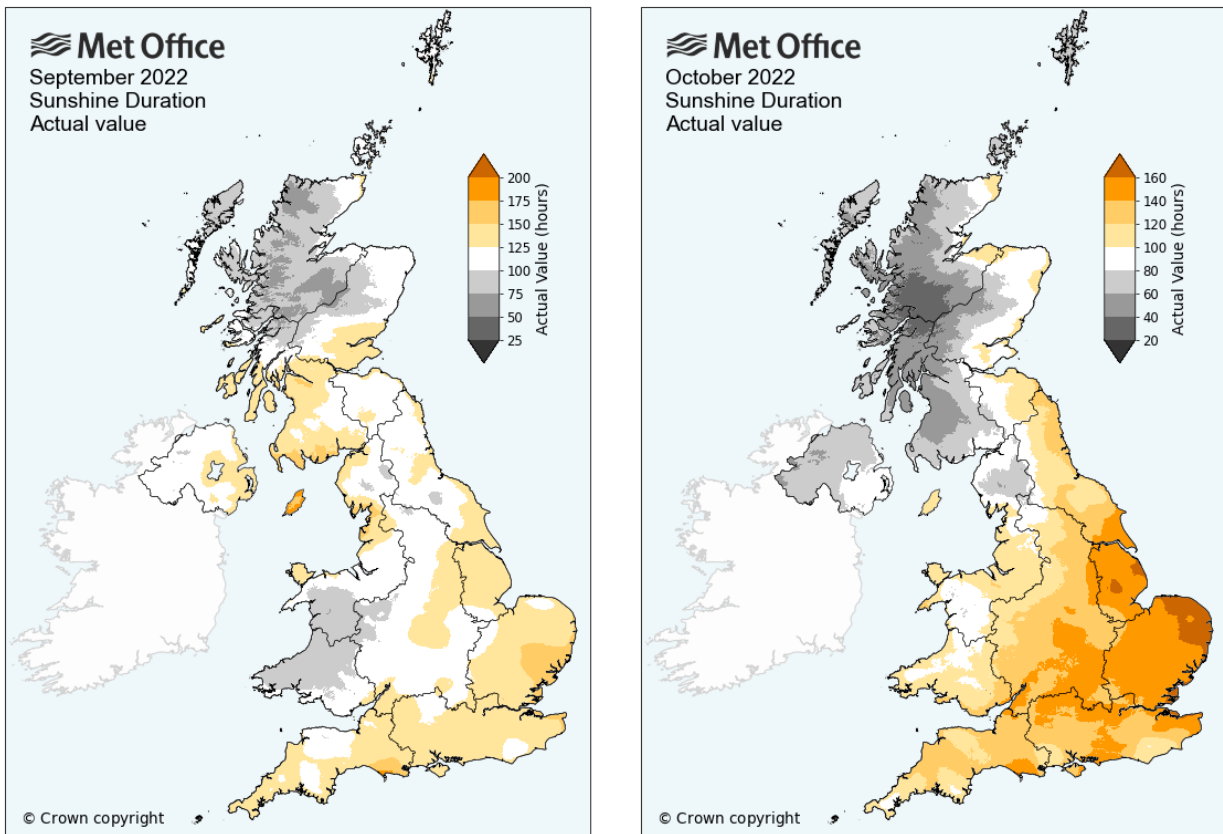 Met Office
September 2022
Sunshine Duration
Actual value
200
175
150
125
100
75
50
25
Actual Value (hours)
© Crown copyright
Met Office
October 2022
Sunshine Duration
Actual value
160
140
120
100
80
60
40
20
Actual Value (hours)
© Crown copyright